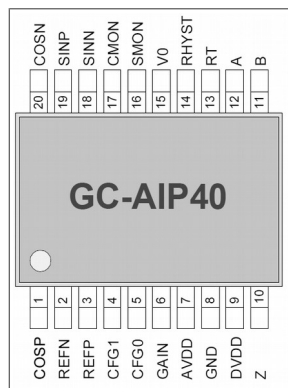 COSN SINP SINN CMON SMON V0 RHYST RT A B
20 19 18 17 16 15 14 13 12 11
GC-AIP40
1 2 3 4 5 6 7 8 9 10
COSP REFN REFP CFG1 CFG0 GAIN AVDD GND DVDD Z